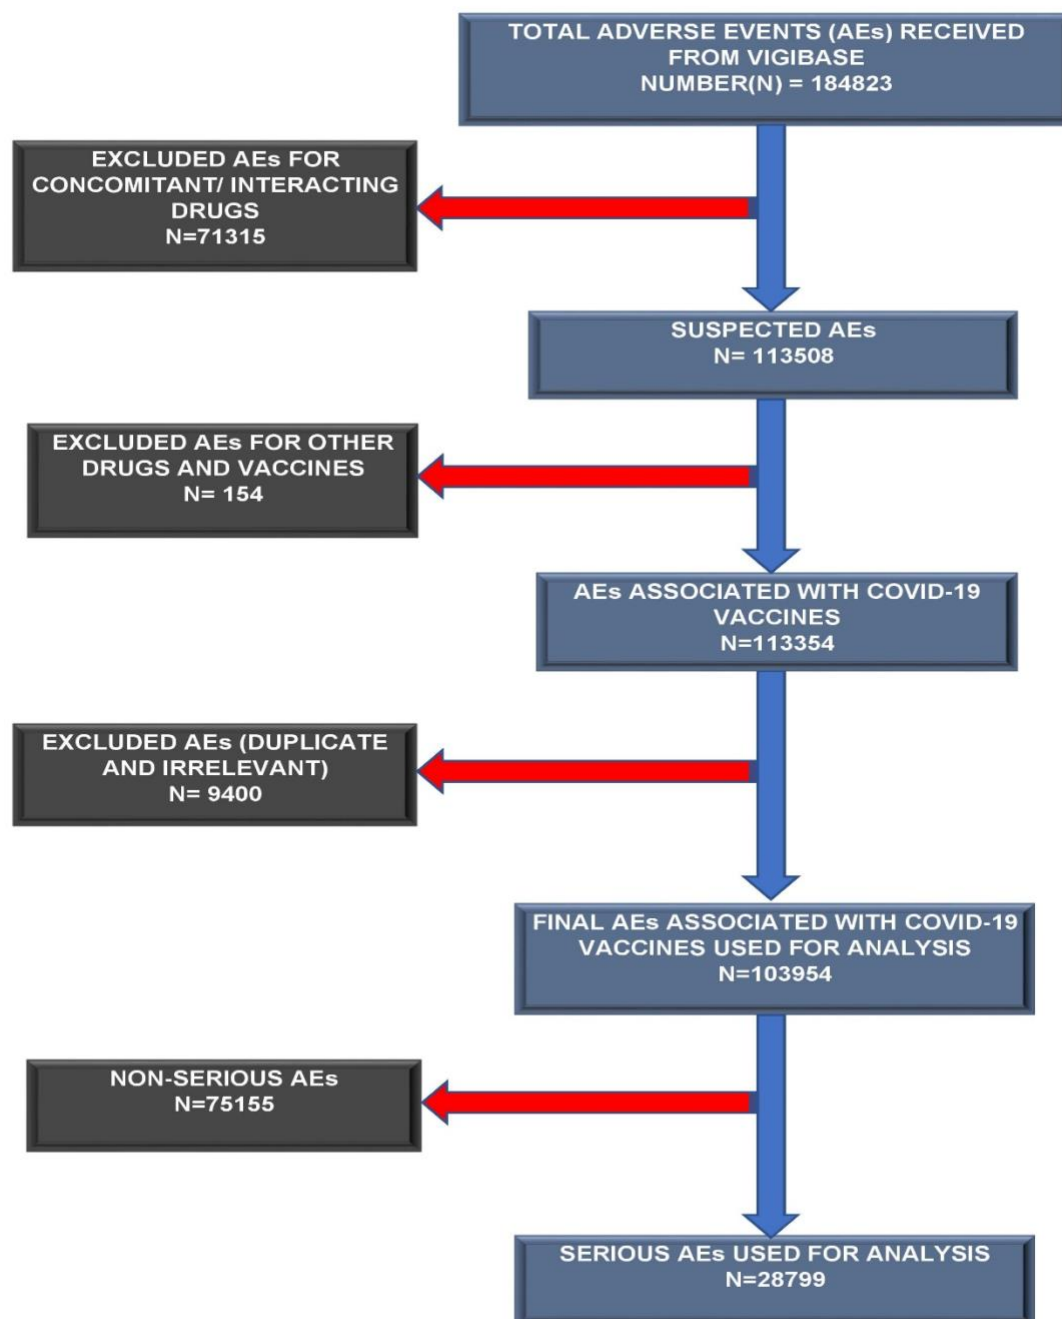 TOTAL ADVERSE EVENTS (AEs) RECEIVED
FROM VIGIBASE
NUMBER(N) = 184823
EXCLUDED AEs FOR
CONCOMITANT/ INTERACTING
DRUGS
N=71315
SUSPECTED AEs
N= 113508
EXCLUDED AEs FOR OTHER
DRUGS AND VACCINES
N= 154
AEs ASSOCIATED WITH COVID-19
VACCINES
N=113354
EXCLUDED AEs (DUPLICATE
AND IRRELEVANT)
N= 9400
FINAL AEs ASSOCIATED WITH COVID-19
VACCINES USED FOR ANALYSIS
N=103954
NON-SERIOUS AEs
N=75155
SERIOUS AEs USED FOR ANALYSIS
N=28799